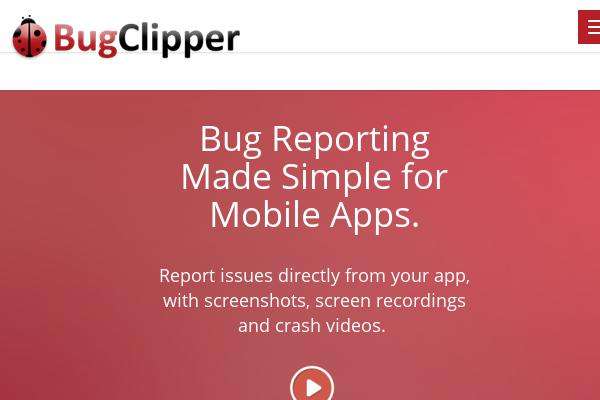 BugClipper
Bug Reporting
Made Simple for
Mobile Apps.
Report issues directly from your app,
with screenshots, screen recordings
and crash videos.